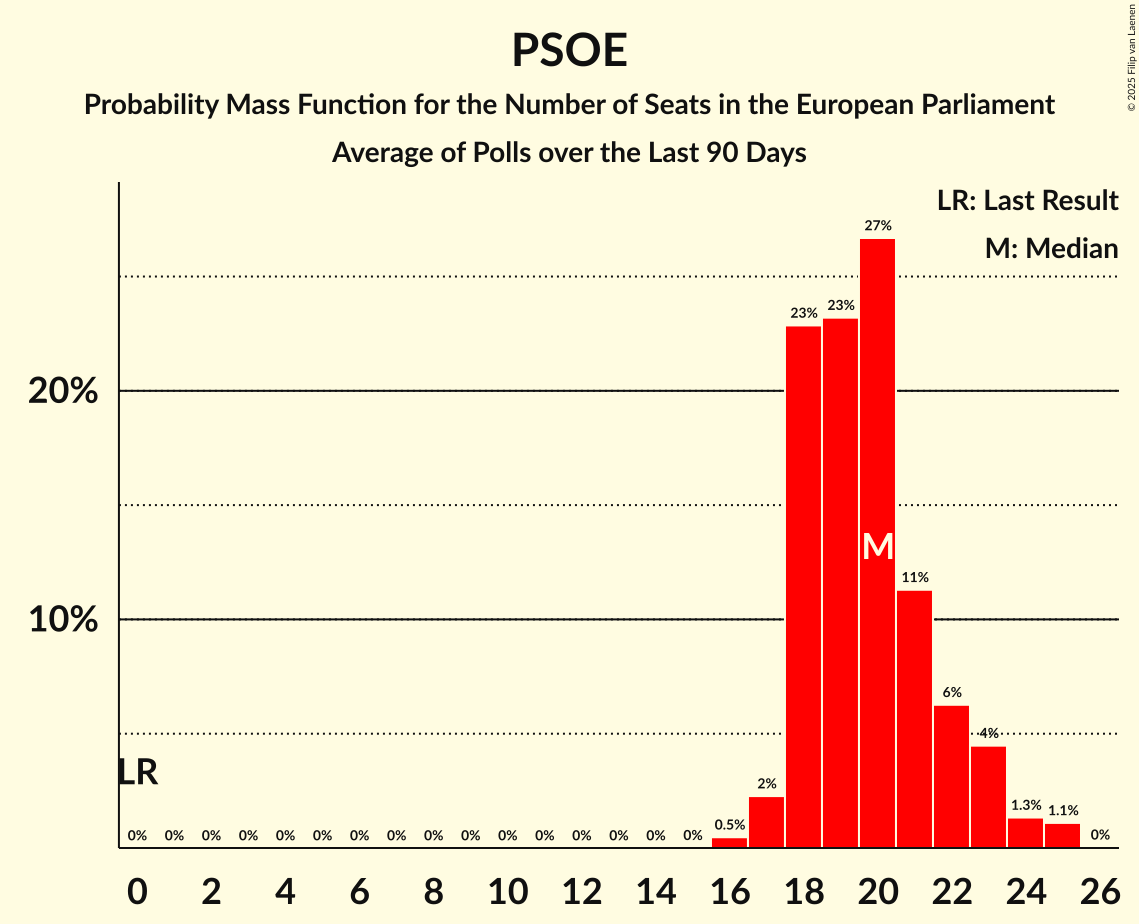 PSOE
Probability Mass Function for the Number of Seats in the European Parliament
Average of Polls over the Last 90 Days
© 2025 Filip van Laenen
LR: Last Result
M: Median
20%
10%
LR
M
0% 0% 0% 0% 0% 0% 0% 0% 0% 0% 0% 0% 0% 0% 0% 0% 0.5% 2% 23% 23% 27% 11% 6% 4% 1.3% 1.1% 0%
0 2 4 6 8 10 12 14 16 18 20 22 24 26